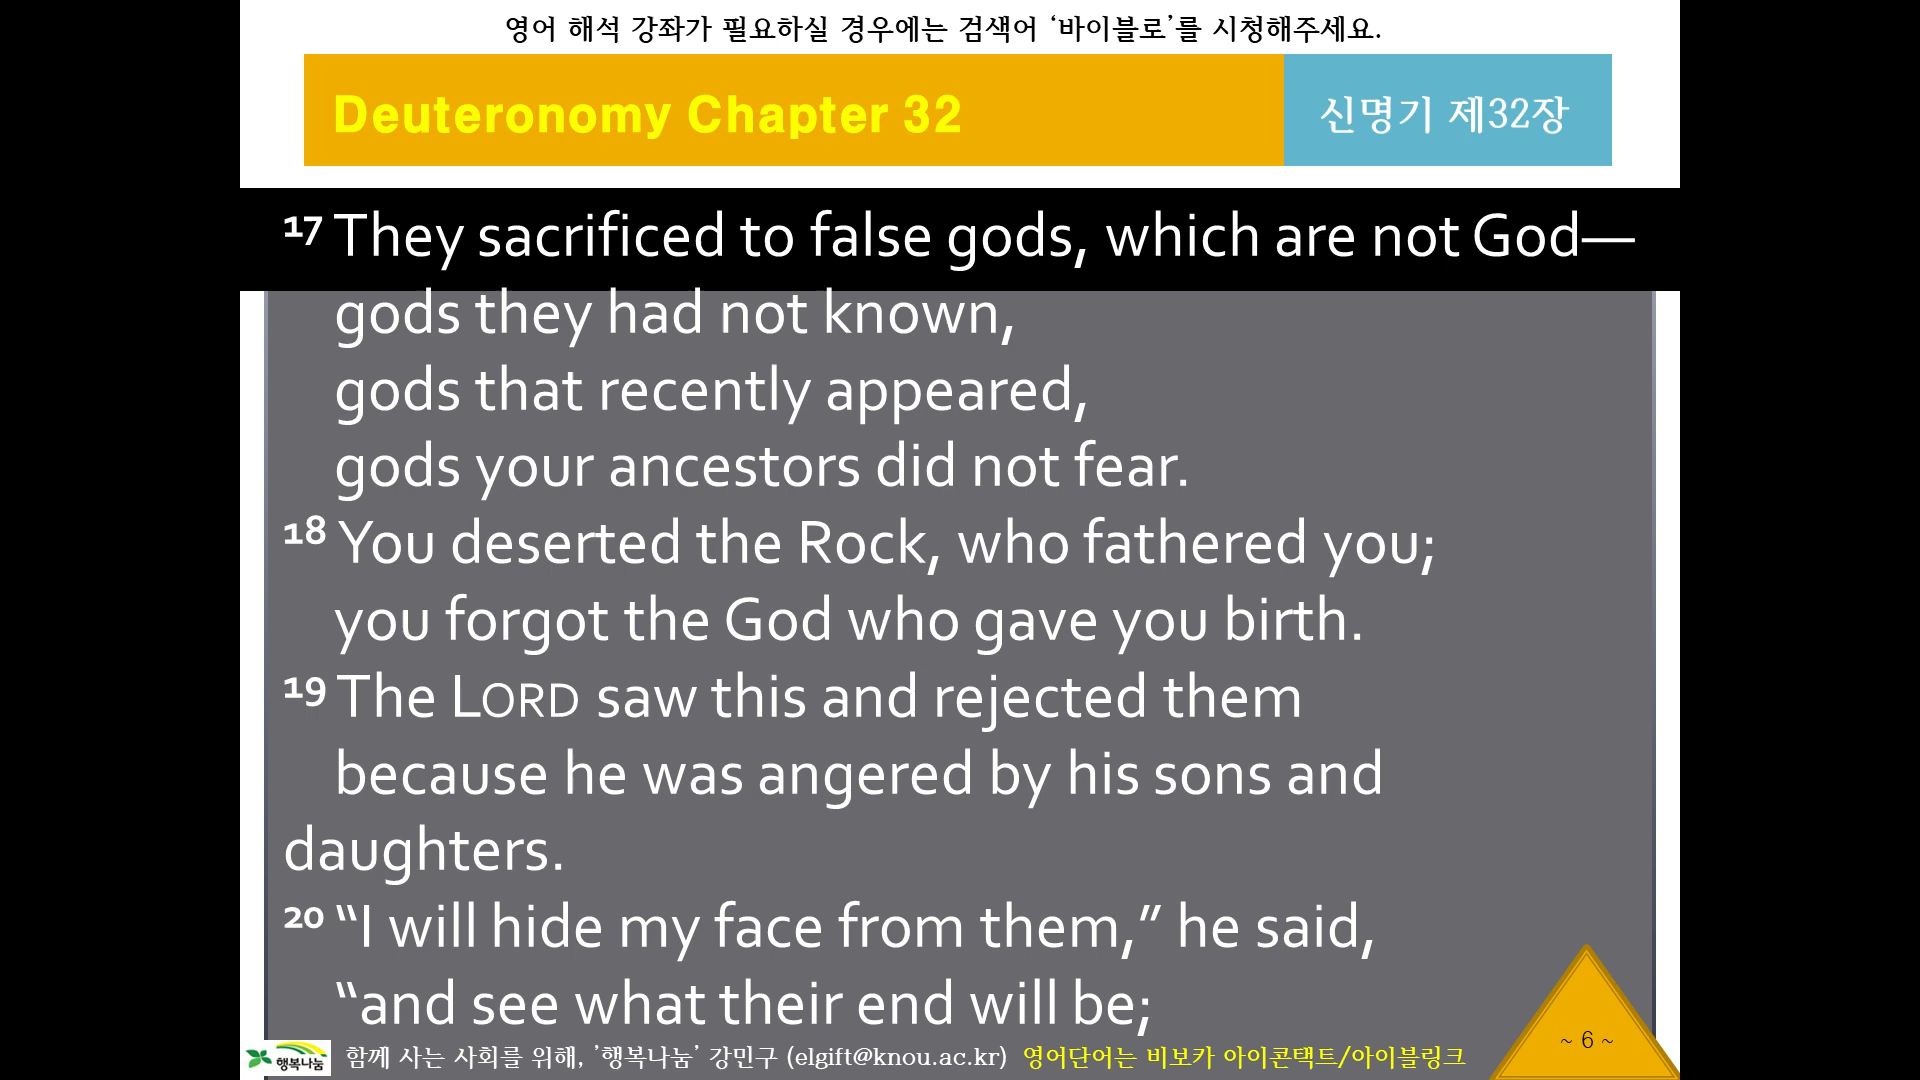 영어 해석 강좌가 필요하실 경우에는 검색어 ‘바이블로’를 시청해주세요.
Deuteronomy Chapter 32
신명기 제32장
17 They sacrificed to false gods, which are not God—
gods they had not known,
gods that recently appeared,
gods your ancestors did not fear.
18 You deserted the Rock, who fathered you;
you forgot the God who gave you birth.
19 The LORD saw this and rejected them
because he was angered by his sons and
daughters.
20 “I will hide my face from them,” he said,
“and see what their end will be;
~ 6 ~
행복나눔 함께 사는 사회를 위해, ’행복나눔’ 강민구 (elgift@knou.ac.kr) 영어단어는 비보카 아이콘택트/아이블링크